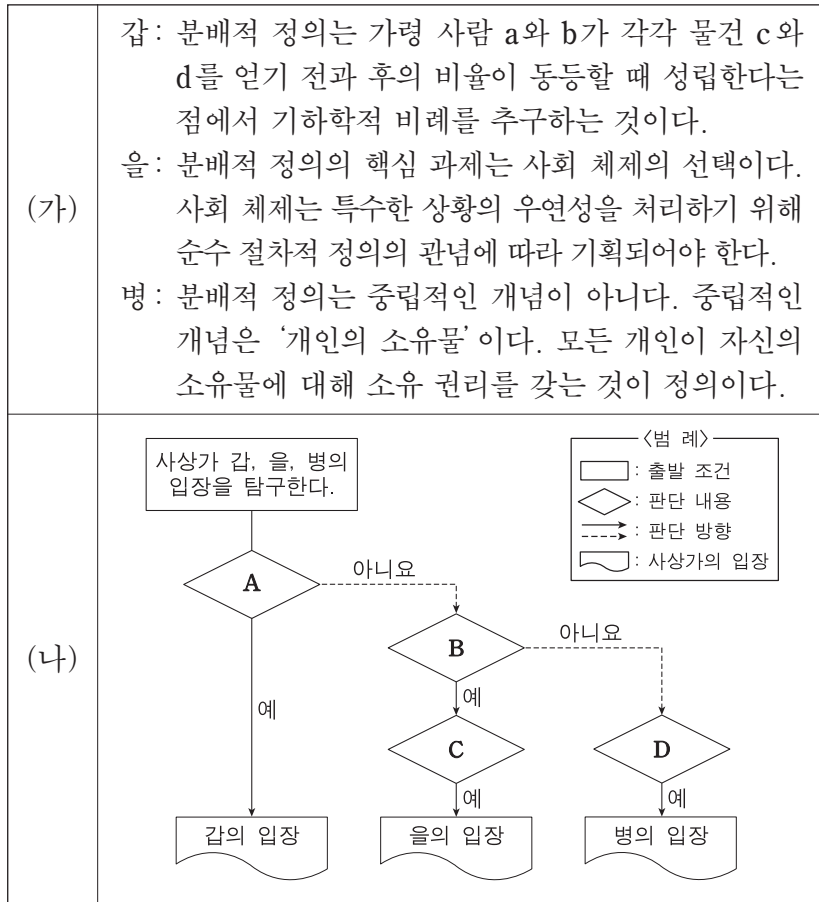 (가)
갑: 분배적 정의는 가령 사람 a와 b가 각각 물건 c와
d를 얻기 전과 후의 비율이 동등할 때 성립한다는
점에서 기하학적 비례를 추구하는 것이다.
을: 분배적 정의의 핵심 과제는 사회 체제의 선택이다.
사회 체제는 특수한 상황의 우연성을 처리하기 위해
순수 절차적 정의의 관념에 따라 기획되어야 한다.
병: 분배적 정의는 중립적인 개념이 아니다. 중립적인
개념은 ‘개인의 소유물’이다. 모든 개인이 자신의
소유물에 대해 소유 권리를 갖는 것이 정의이다.
(나)
사상가 갑, 을, 병의
입장을 탐구한다.
〈범 례〉
: 출발 조건
: 판단 내용
: 판단 방향
: 사상가의 입장
A
아니요
B
아니요
예
예
C
D
예
예
갑의 입장
을의 입장
병의 입장